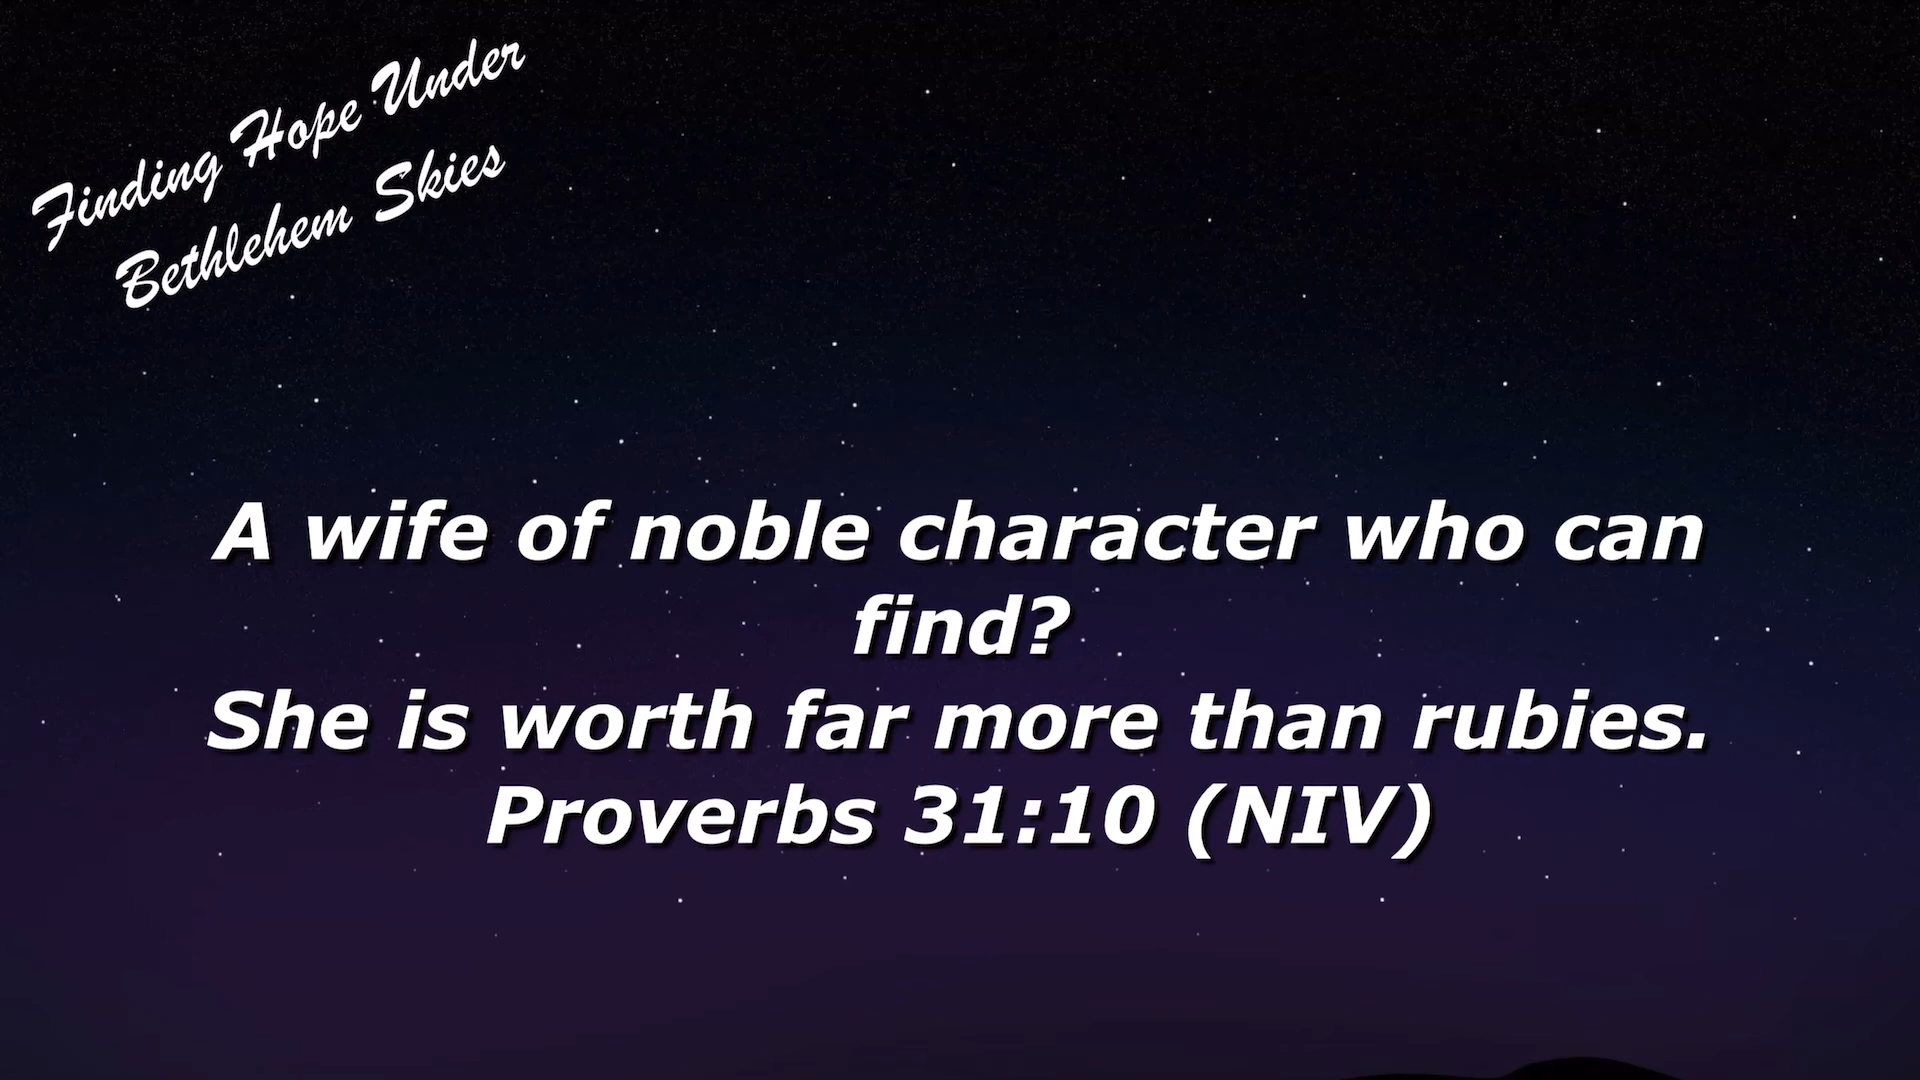 Finding Hope Under
Bethlehem Skies
A wife of noble character who can
find?
She is worth far more than rubies.
Proverbs 31:10 (NIV)